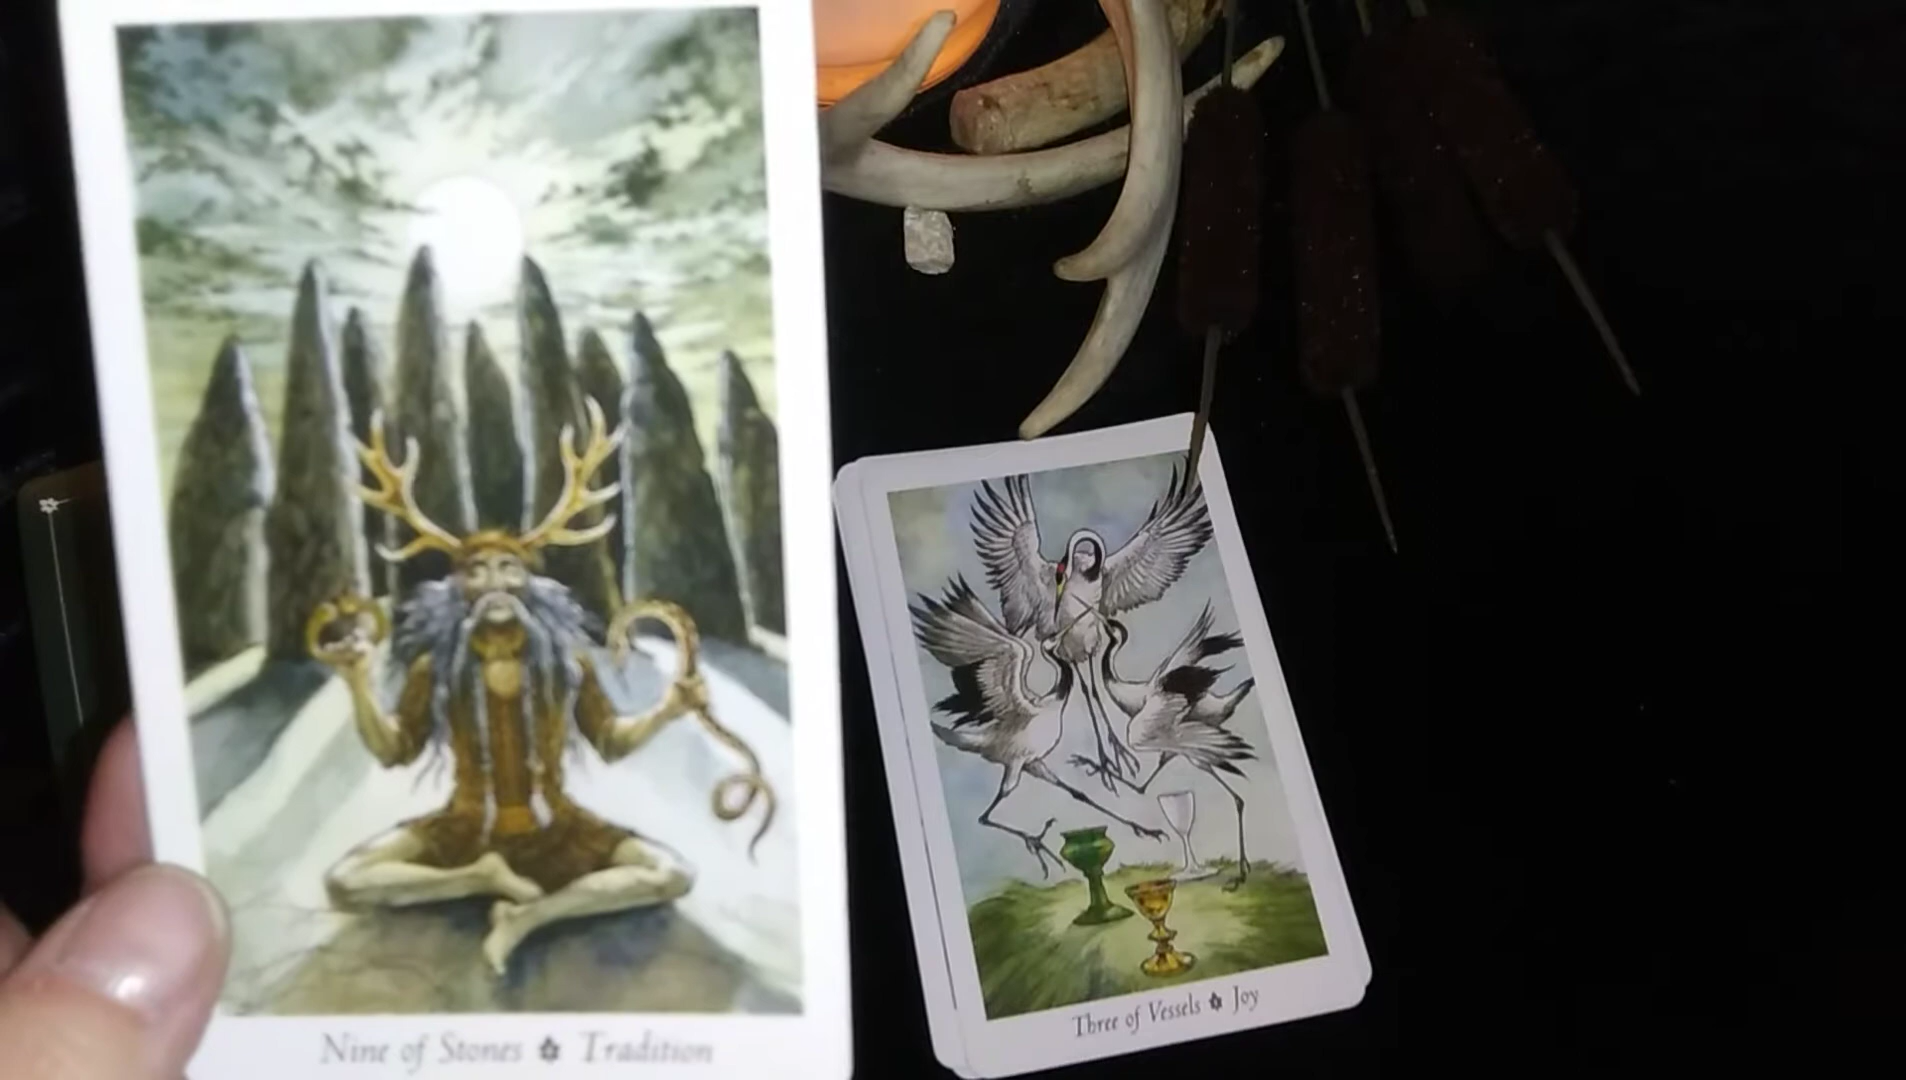 Nine of Stones ✿ Tradition
Three of Vessels ✿ Joy